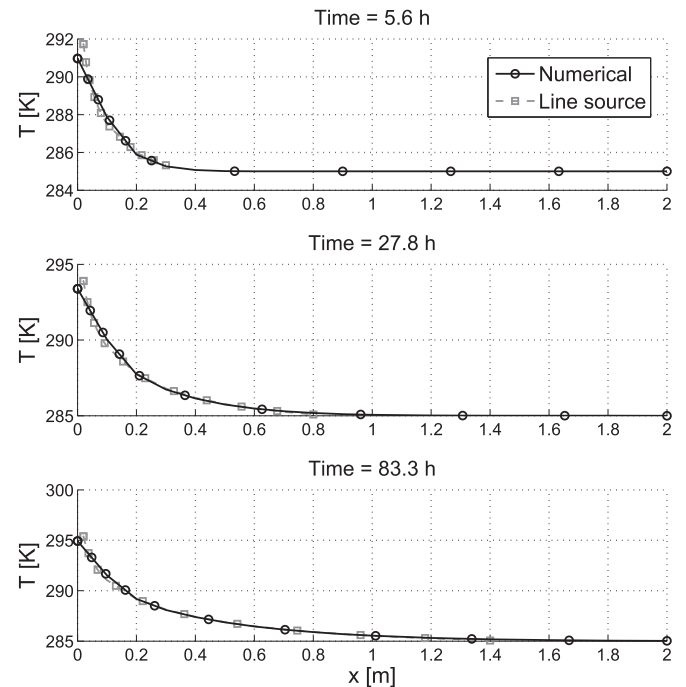 Time = 5.6 h
292
290
288
286
284
T [K]
Numerical
Line source
0 0.2 0.4 0.6 0.8 1 1.2 1.4 1.6 1.8 2
Time = 27.8 h
295
290
285
T [K]
0 0.2 0.4 0.6 0.8 1 1.2 1.4 1.6 1.8 2
Time = 83.3 h
300
295
290
285
T [K]
0 0.2 0.4 0.6 0.8 1 1.2 1.4 1.6 1.8 2
x [m]